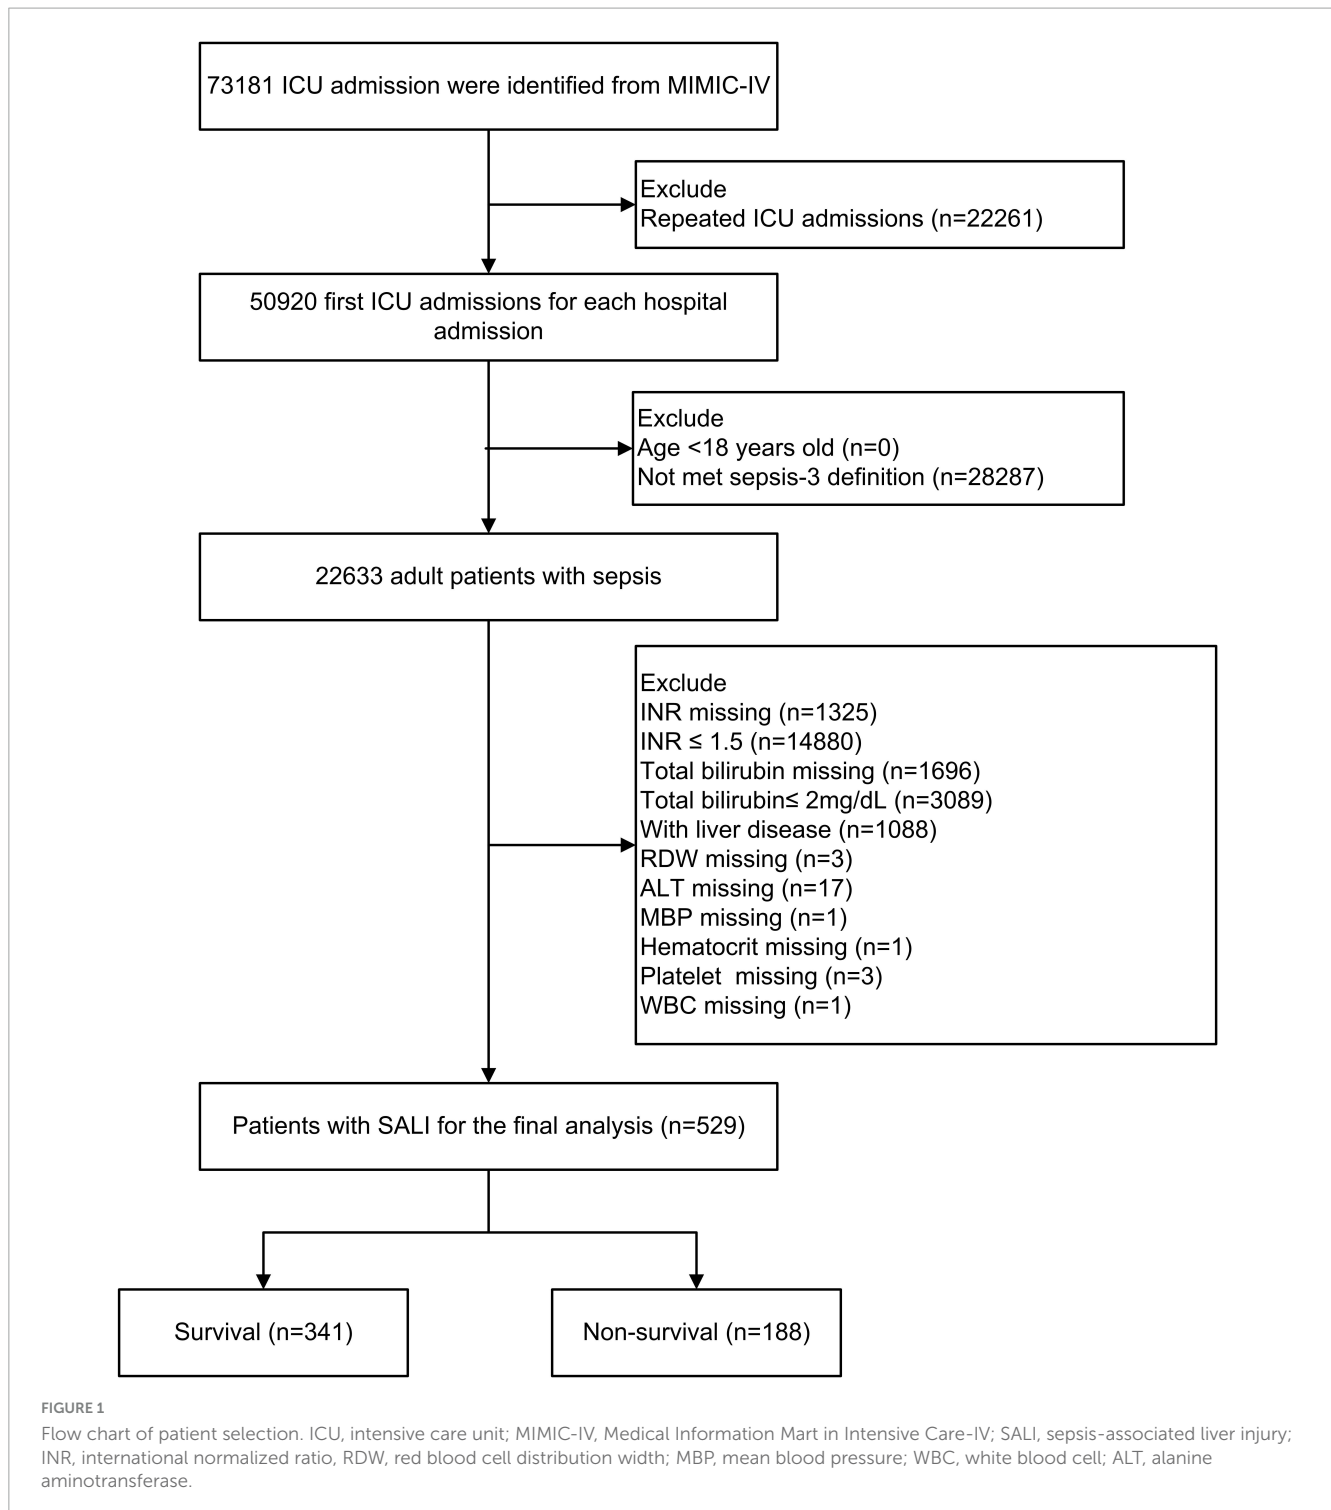 73181 ICU admission were identified from MIMIC-IV
Exclude
Repeated ICU admissions (n=22261)
50920 first ICU admissions for each hospital
admission
Exclude
Age <18 years old (n=0)
Not met sepsis-3 definition (n=28287)
22633 adult patients with sepsis
Exclude
INR missing (n=1325)
INR ≤ 1.5 (n=14880)
Total bilirubin missing (n=1696)
Total bilirubin≤ 2mg/dL (n=3089)
With liver disease (n=1088)
RDW missing (n=3)
ALT missing (n=17)
MBP missing (n=1)
Hematocrit missing (n=1)
Platelet  missing (n=3)
WBC missing (n=1)
Patients with SALI for the final analysis (n=529)
Survival (n=341)
Non-survival (n=188)
FIGURE 1
Flow chart of patient selection. ICU, intensive care unit; MIMIC-IV, Medical Information Mart in Intensive Care-IV; SALI, sepsis-associated liver injury;
INR, international normalized ratio, RDW, red blood cell distribution width; MBP, mean blood pressure; WBC, white blood cell; ALT, alanine
aminotransferase.